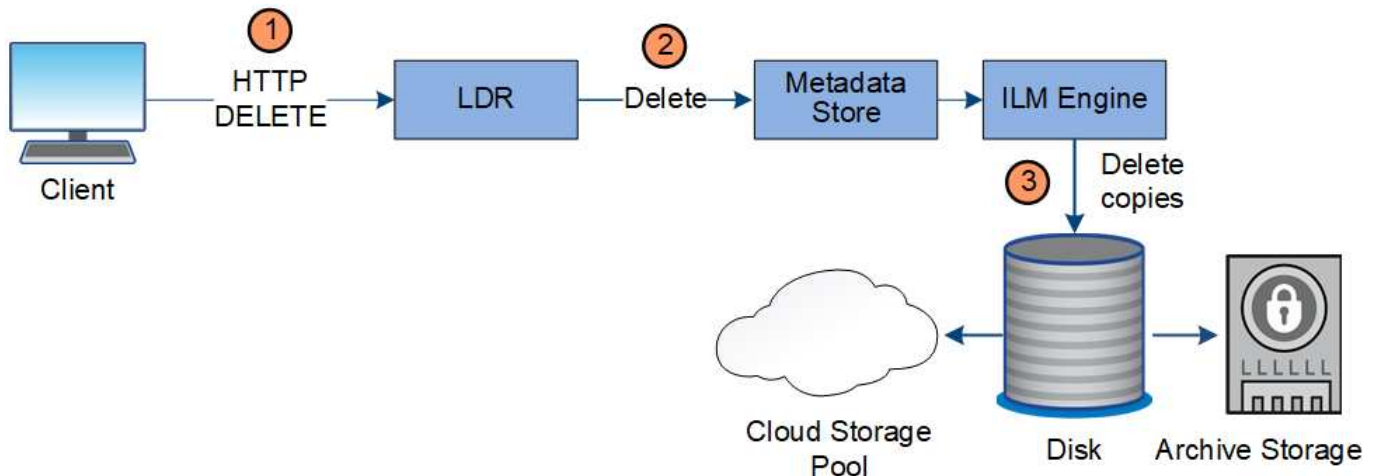 1
HTTP
DELETE
Client
LDR
2
Delete
Metadata
Store
ILM Engine
3
Delete
copies
Cloud Storage
Pool
Disk
LLLLLL
Archive Storage